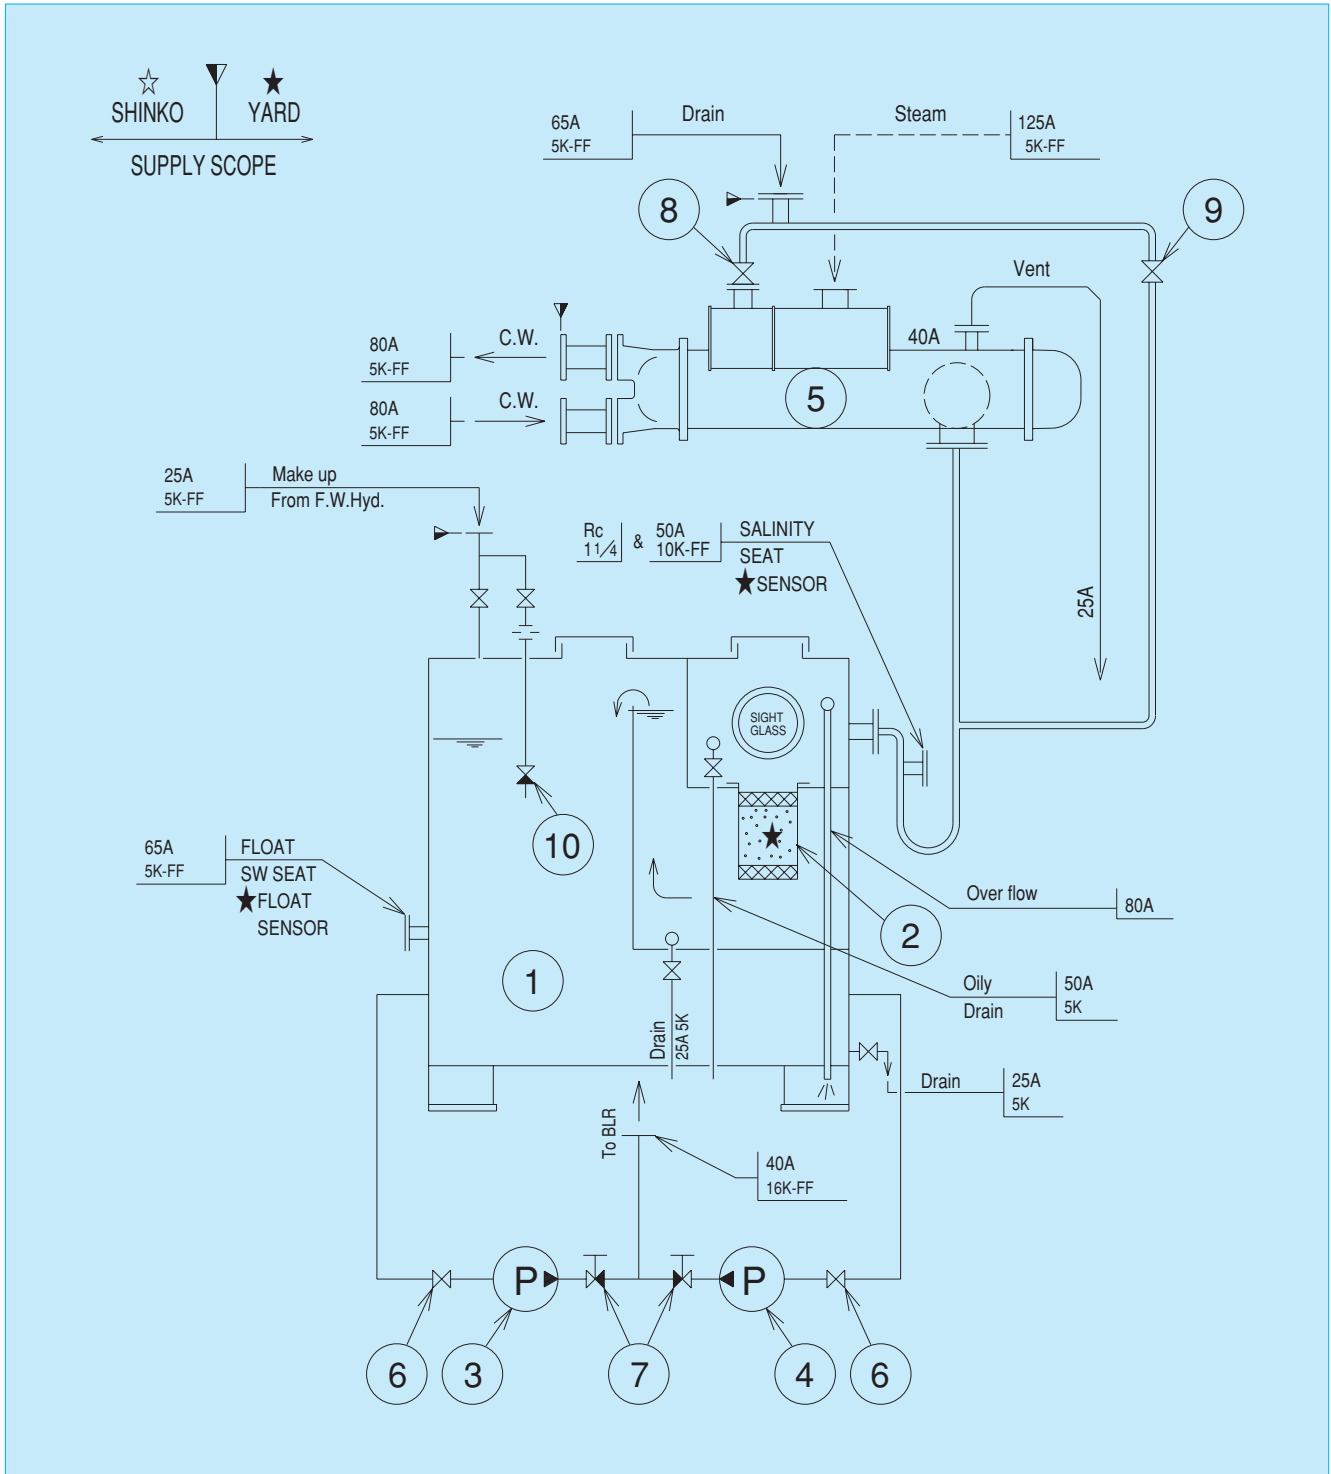 ☆ ★
SHINKO YARD
SUPPLY SCOPE
65A
5K-FF
Drain
Steam
125A
5K-FF
8
9
Vent
40A
80A
5K-FF
C.W.
80A
5K-FF
C.W.
5
25A
5K-FF
Make up
From F.W.Hyd.
Rc
1 1/4
&
50A
10K-FF
SALINITY
SEAT
★SENSOR
25A
SIGHT
GLASS
10
★
65A
5K-FF
FLOAT
SW SEAT
★FLOAT
SENSOR
Over flow
80A
2
1
Oily
Drain
50A
5K
Drain
25A 5K
Drain
25A
5K
To BLR
40A
16K-FF
P
P
6
3
7
4
6